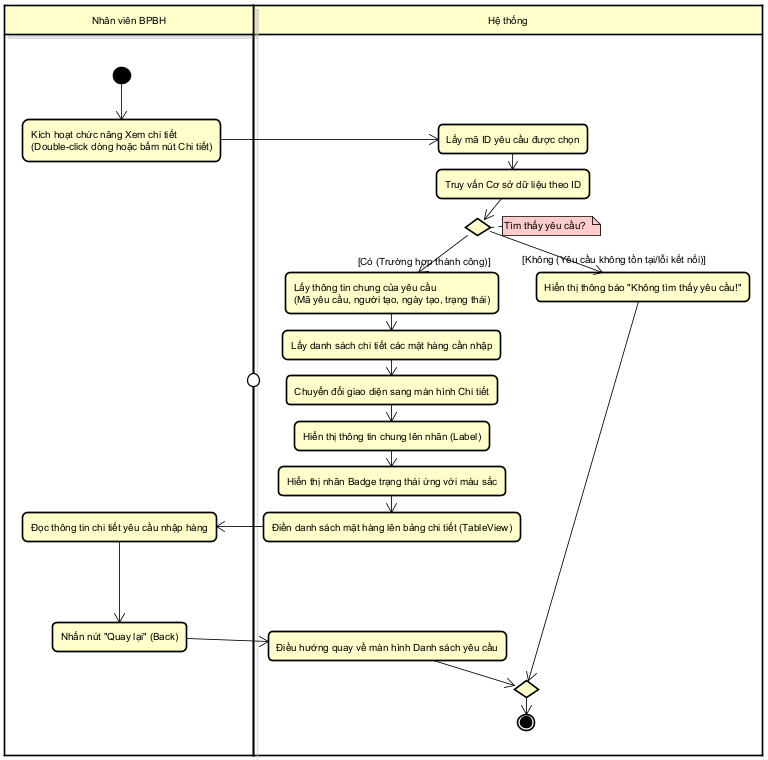 Nhân viên BPBH
Hệ thống
Kích hoạt chức năng Xem chi tiết
(Double-click dòng hoặc bấm nút Chi tiết)
Lấy mã ID yêu cầu được chọn
Truy vấn Cơ sở dữ liệu theo ID
Tìm thấy yêu cầu?
[Có (Trường hợp thành công)]
[Không (Yêu cầu không tồn tại/lỗi kết nối)]
Lấy thông tin chung của yêu cầu
(Mã yêu cầu, người tạo, ngày tạo, trạng thái)
Hiển thị thông báo "Không tìm thấy yêu cầu!"
Lấy danh sách chi tiết các mặt hàng cần nhập
Chuyển đổi giao diện sang màn hình Chi tiết
Hiển thị thông tin chung lên nhãn (Label)
Hiển thị nhãn Badge trạng thái ứng với màu sắc
Đọc thông tin chi tiết yêu cầu nhập hàng
Điền danh sách mặt hàng lên bảng chi tiết (TableView)
Nhấn nút "Quay lại" (Back)
Điều hướng quay về màn hình Danh sách yêu cầu